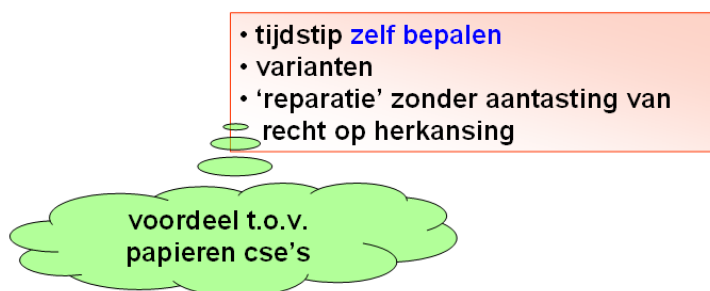 • tijdstip zelf bepalen
• varianten
• ‘reparatie’ zonder aantasting van
recht op herkansing
voordeel t.o.v.
papieren cse’s